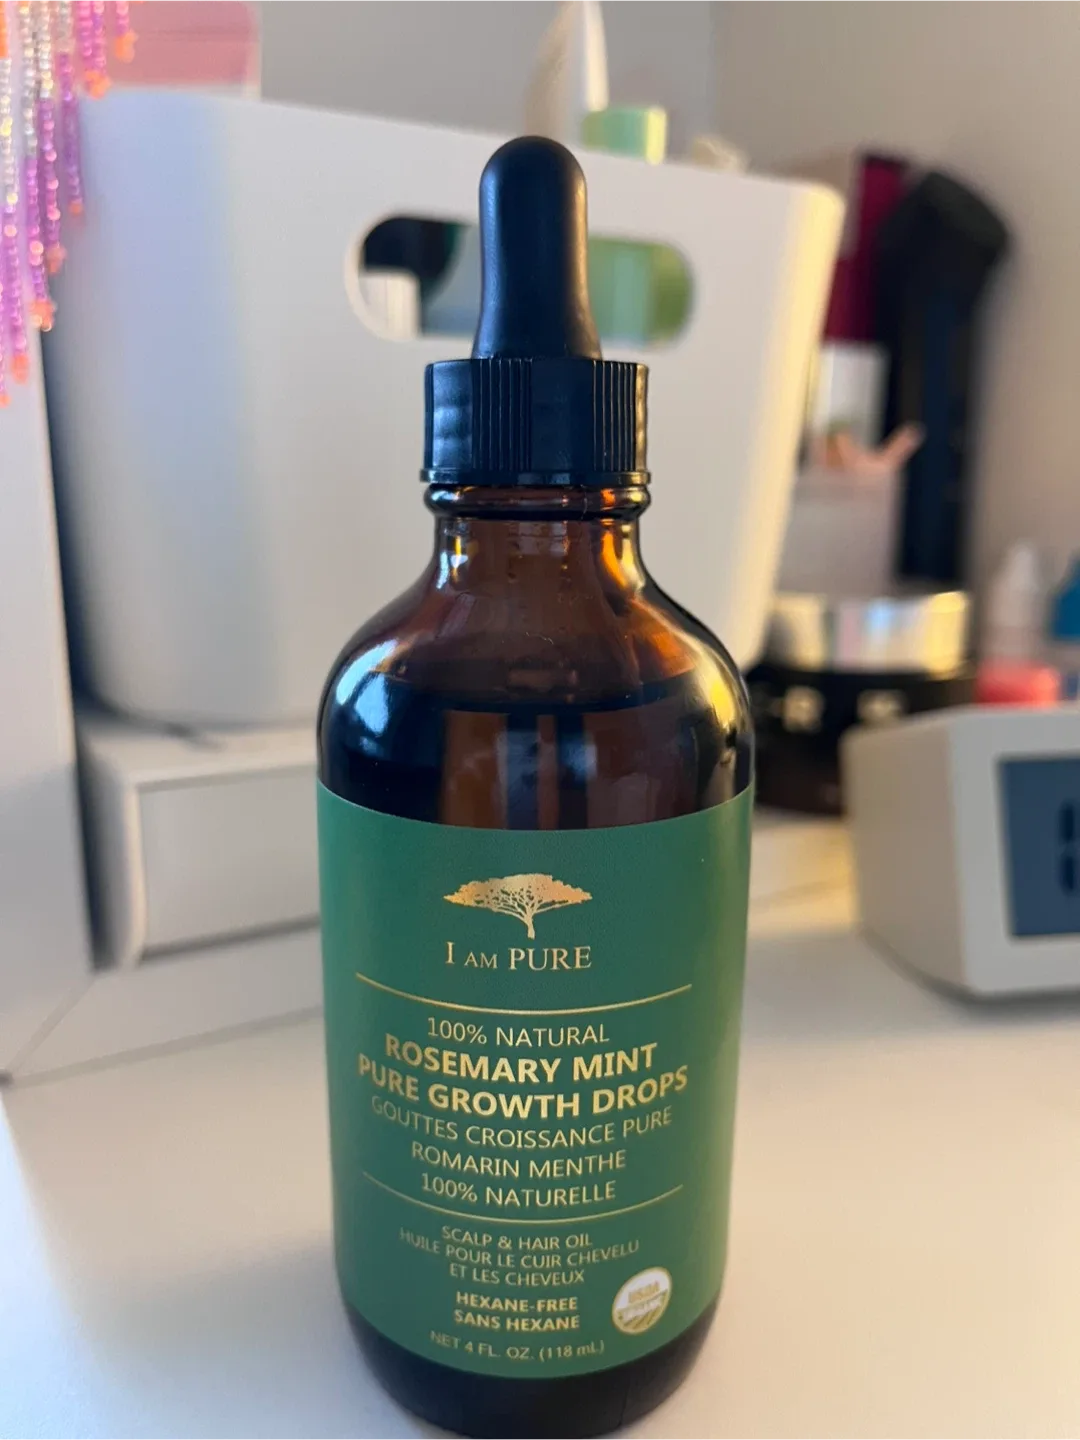 I AM PURE
100% NATURAL
ROSEMARY MINT
PURE GROWTH DROPS
GOUTTES CROISSANCE PURE
ROMARIN MENTHE
100% NATURELLE
SCALP & HAIR OIL
HUILE POUR LE CUIR CHEVELU
ET LES CHEVEUX
HEXANE-FREE
SANS HEXANE
USDA
ORGANIC
NET 4 FL. OZ. (118 mL)